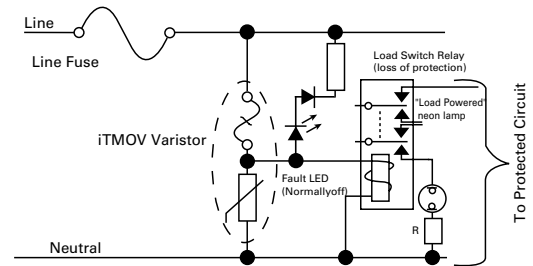 Line
Line Fuse
Load Switch Relay
(loss of protection)
"Load Powered"
neon lamp
iTMOV Varistor
Fault LED
(Normallyoff)
To Protected Circuit
R
Neutral